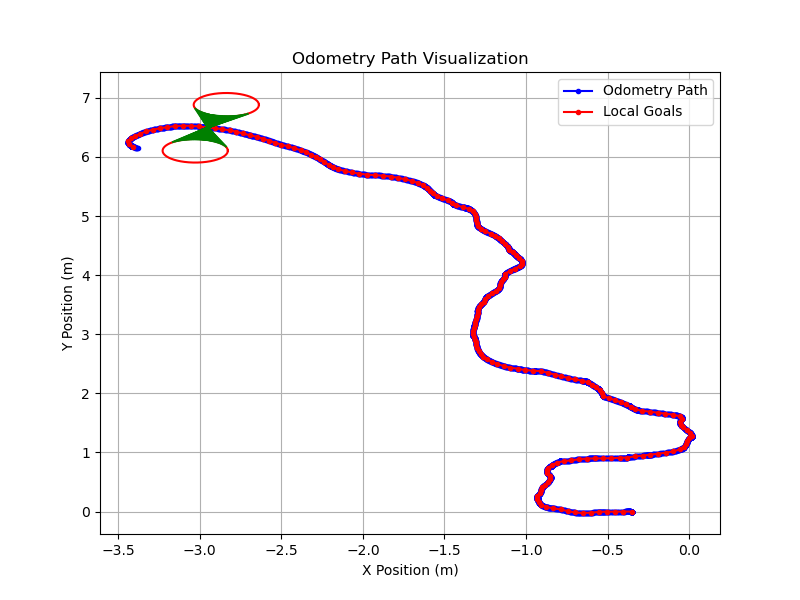 Odometry Path Visualization
Odometry Path
Local Goals
7
6
5
4
3
2
1
0
Y Position (m)
−3.5 −3.0 −2.5 −2.0 −1.5 −1.0 −0.5 0.0
X Position (m)